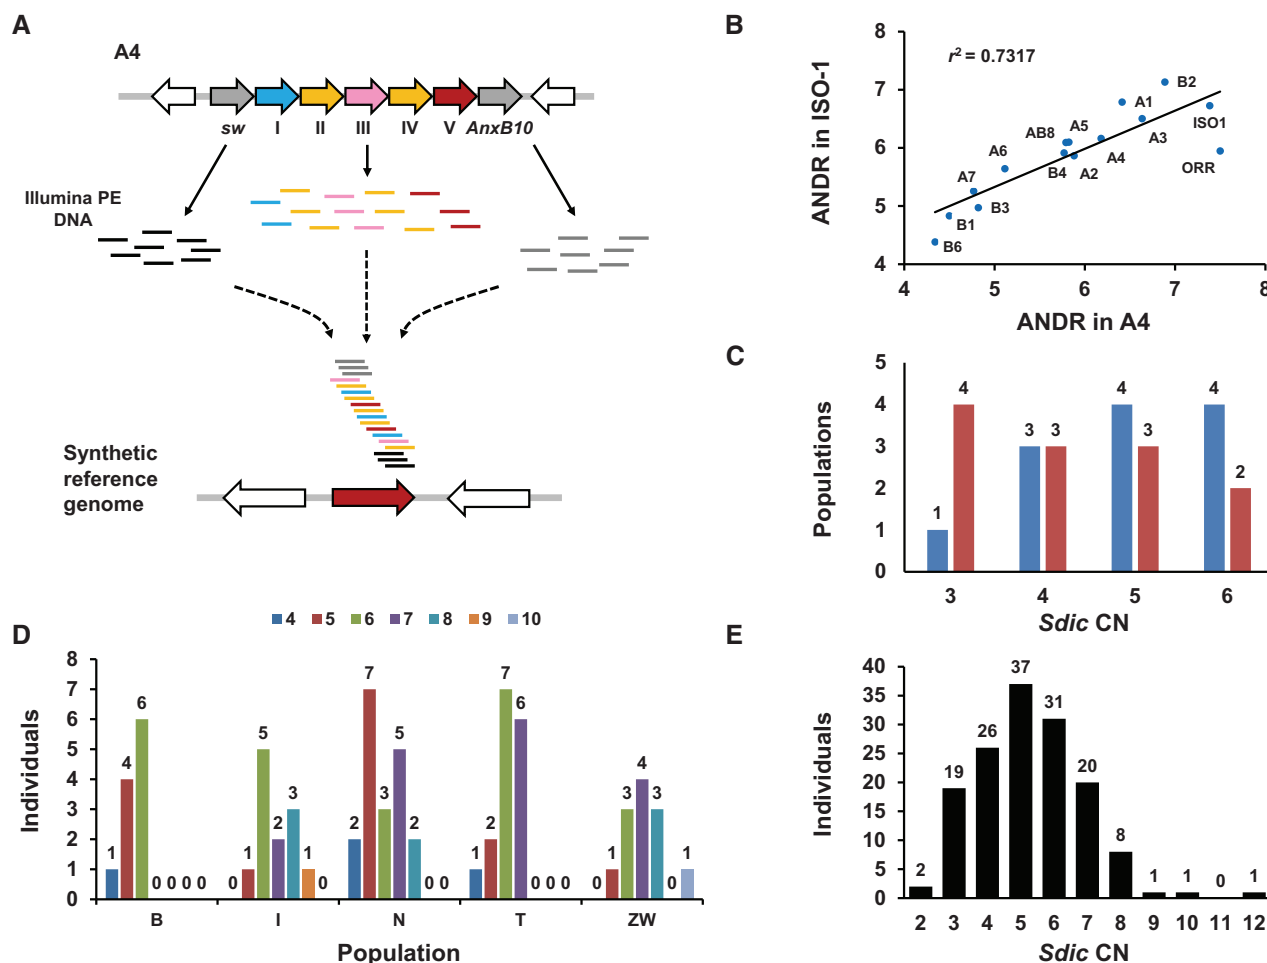 A
A4
sw I II III IV V AnxB10
Illumina PE
DNA
Synthetic
reference
genome
B
r² = 0.7317
ANDR in ISO-1
8
7
6
5
4
B2
A1
ISO1
A3
AB8 A5
A4
ORR
A6
B4 A2
A7
B3
B1
B6
4 5 6 7 8
ANDR in A4
C
Populations
5
4
3
2
1
0
1 4 3 3 4 3 4 2
3 4 5 6
Sdic CN
4 5 6 7 8 9 10
D
Individuals
8
7
6
5
4
3
2
1
0
1 4 6 0 0 0 0
0 1 5 2 3 1 0
2 7 3 5 2 0 0
1 2 7 6 0 0 0
0 1 3 4 3 0 1
B I N T ZW
Population
E
Individuals
40
35
30
25
20
15
10
5
0
2 19 26 37 31 20 8 1 1 0 1
2 3 4 5 6 7 8 9 10 11 12
Sdic CN